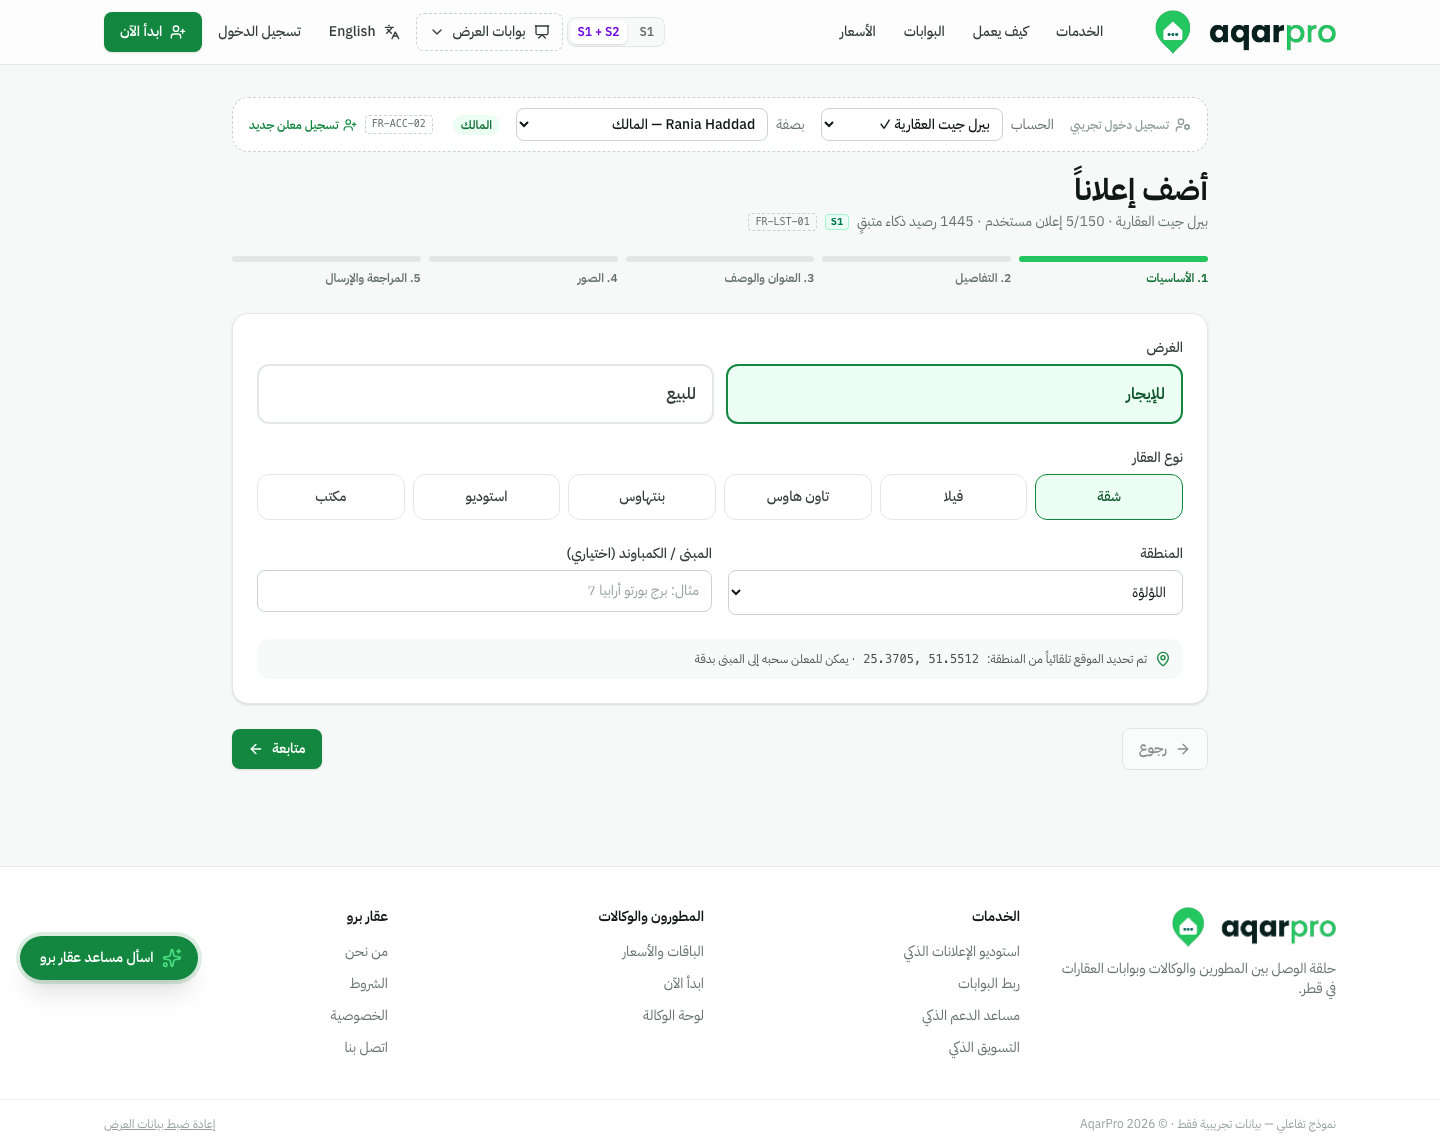 aqarpro
الخدمات
كيف يعمل
البوابات
الأسعار
S1
S1 + S2
بوابات العرض
English
تسجيل الدخول
ابدأ الآن
تسجيل دخول تجريبي
الحساب
بيرل جيت العقارية ✓
بصفة
Rania Haddad — المالك
المالك
FR-ACC-02
تسجيل معلن جديد
أضف إعلاناً
بيرل جيت العقارية · 5/150 إعلان مستخدم · 1445 رصيد ذكاء متبقٍ S1 FR-LST-01
1. الأساسيات
2. التفاصيل
3. العنوان والوصف
4. الصور
5. المراجعة والإرسال
الغرض
للإيجار
للبيع
نوع العقار
شقة
فيلا
تاون هاوس
بنتهاوس
استوديو
مكتب
المنطقة
اللؤلؤة
المبنى / الكمباوند (اختياري)
مثال: برج بورتو أرابيا 7
تم تحديد الموقع تلقائياً من المنطقة: 25.3705, 51.5512 · يمكن للمعلن سحبه إلى المبنى بدقة
رجوع
متابعة
aqarpro
حلقة الوصل بين المطورين والوكالات وبوابات العقارات
في قطر.
الخدمات
استوديو الإعلانات الذكي
ربط البوابات
مساعد الدعم الذكي
التسويق الذكي
المطورون والوكالات
الباقات والأسعار
ابدأ الآن
لوحة الوكالة
عقار برو
من نحن
الشروط
الخصوصية
اتصل بنا
اسأل مساعد عقار برو
نموذج تفاعلي — بيانات تجريبية فقط · © 2026 AqarPro
إعادة ضبط بيانات العرض